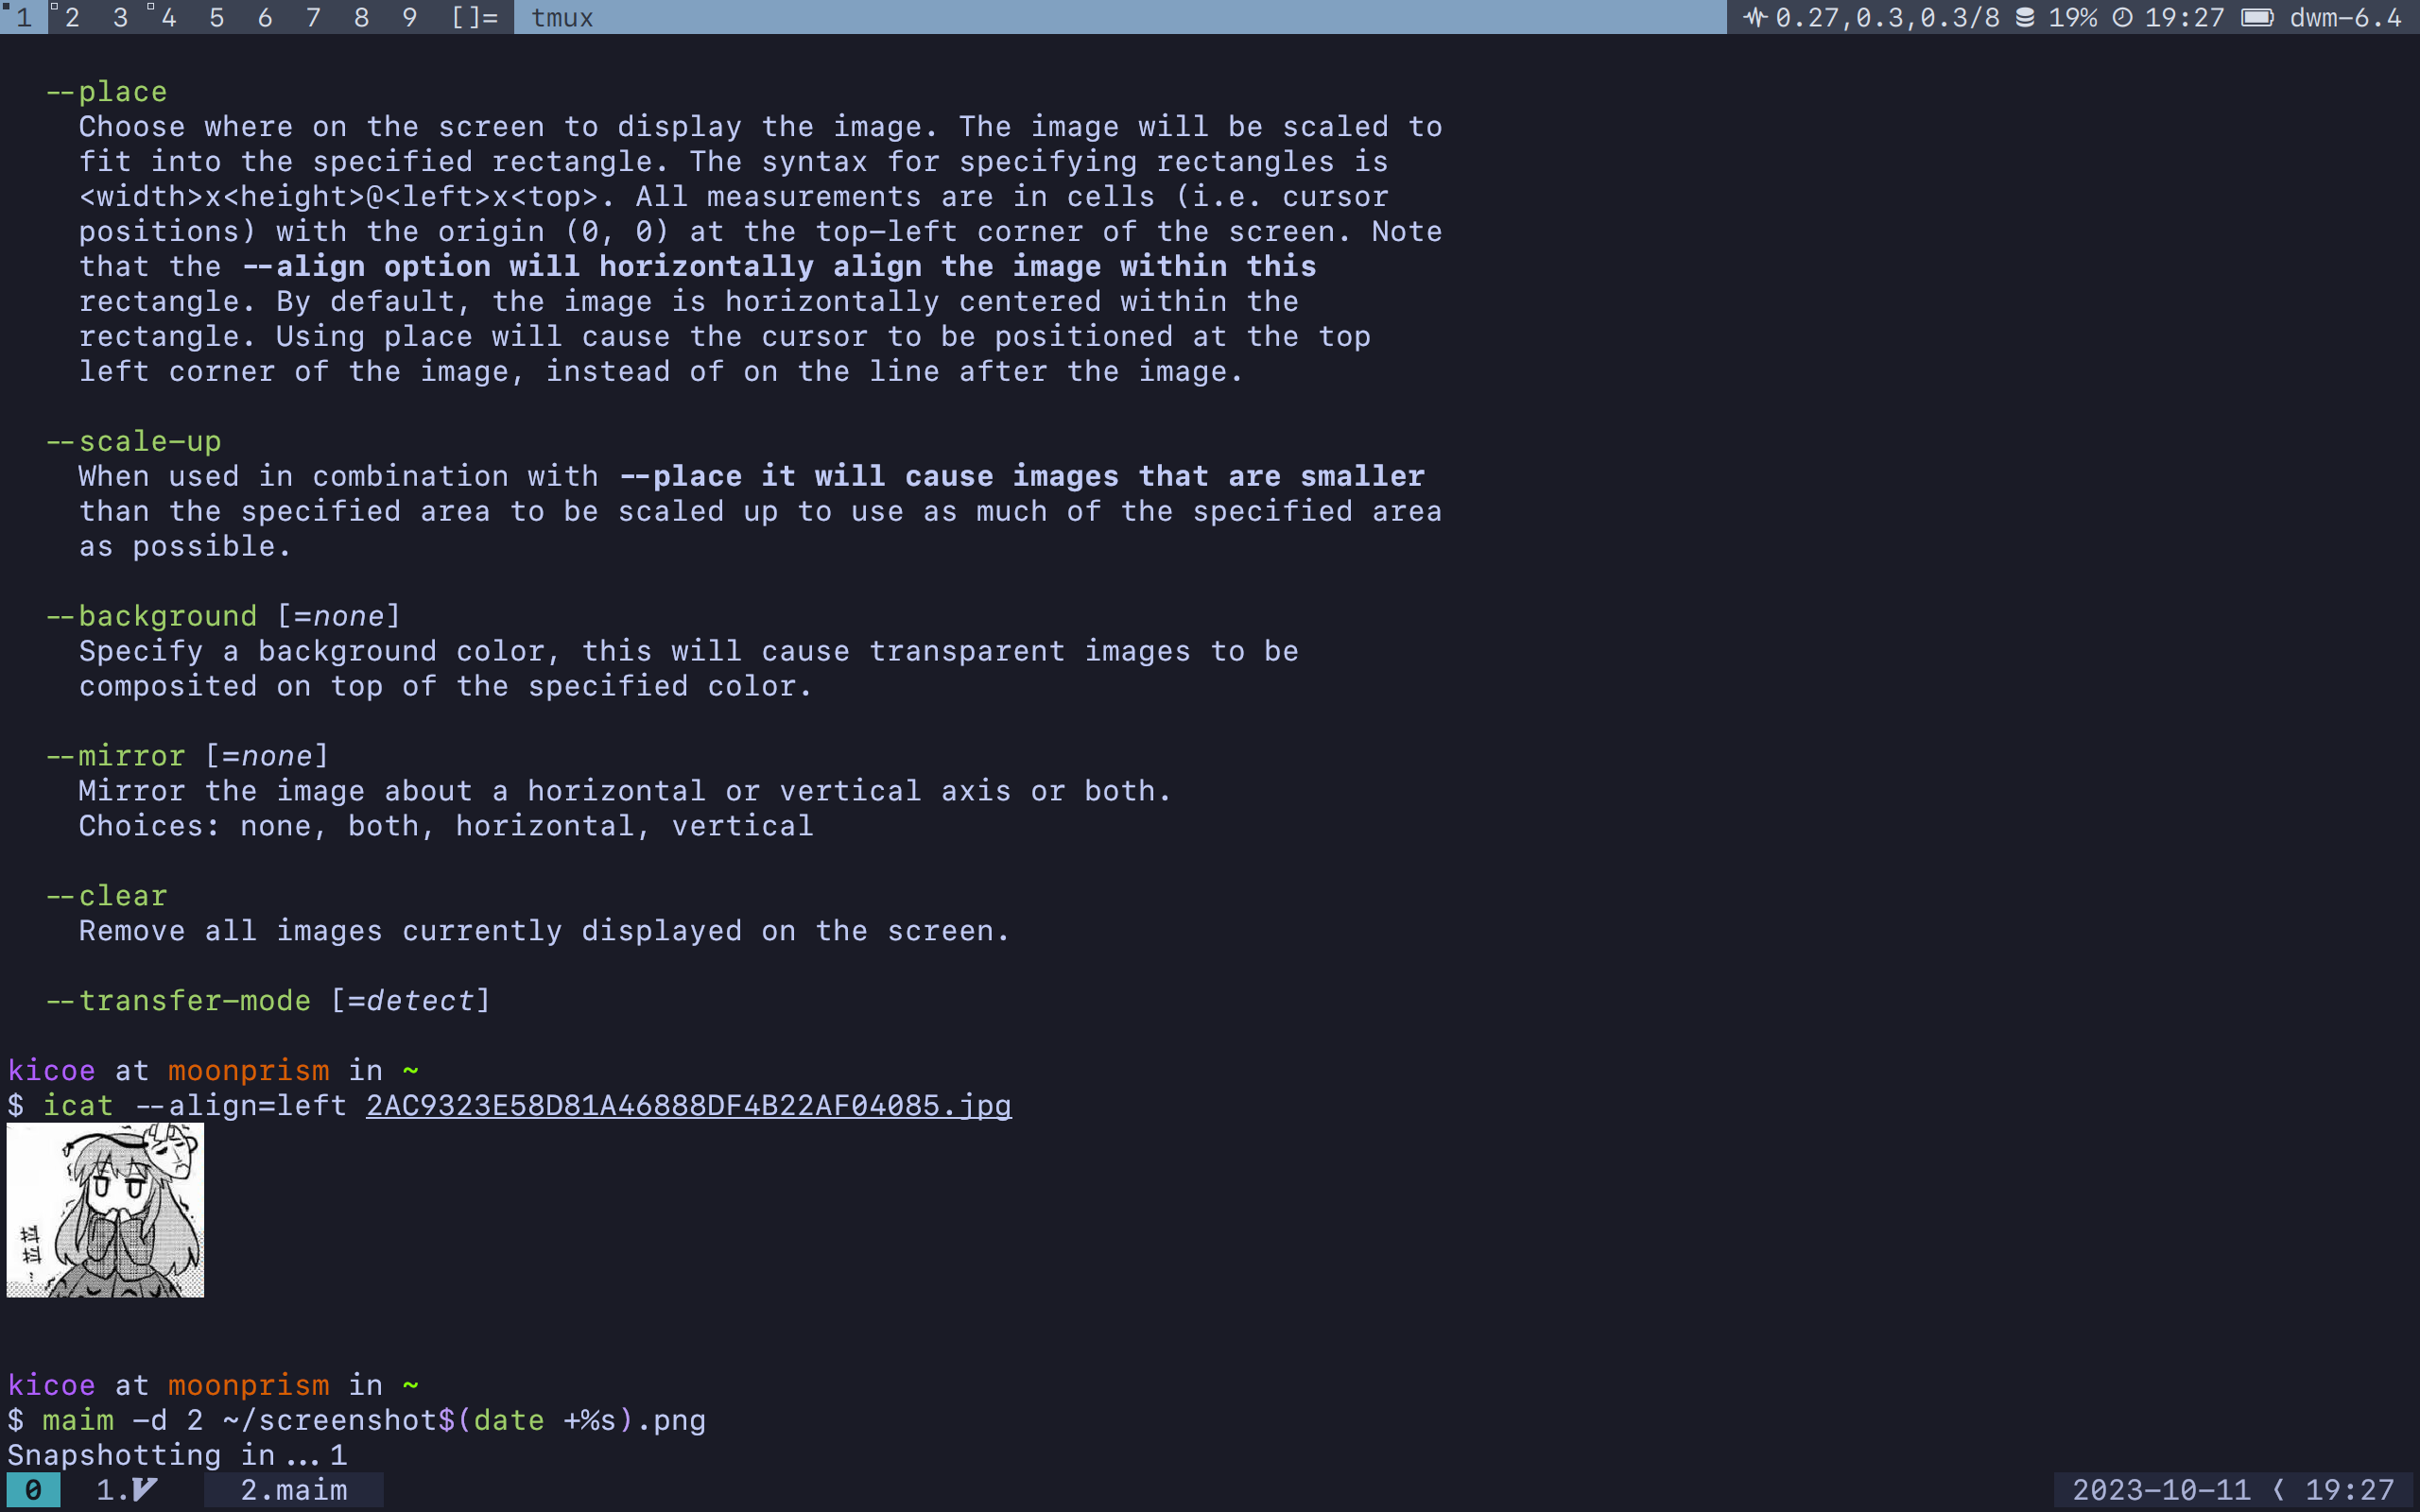 1 2 3 4 5 6 7 8 9 []= tmux 0.27,0.3,0.3/8 19% 19:27 dwm-6.4
--place
Choose where on the screen to display the image. The image will be scaled to
fit into the specified rectangle. The syntax for specifying rectangles is
<width>x<height>@<left>x<top>. All measurements are in cells (i.e. cursor
positions) with the origin (0, 0) at the top-left corner of the screen. Note
that the --align option will horizontally align the image within this
rectangle. By default, the image is horizontally centered within the
rectangle. Using place will cause the cursor to be positioned at the top
left corner of the image, instead of on the line after the image.
--scale-up
When used in combination with --place it will cause images that are smaller
than the specified area to be scaled up to use as much of the specified area
as possible.
--background [=none]
Specify a background color, this will cause transparent images to be
composited on top of the specified color.
--mirror [=none]
Mirror the image about a horizontal or vertical axis or both.
Choices: none, both, horizontal, vertical
--clear
Remove all images currently displayed on the screen.
--transfer-mode [=detect]
kicoe at moonprism in ~
$ icat --align=left 2AC9323E58D81A46888DF4B22AF04085.jpg
kicoe at moonprism in ~
$ maim -d 2 ~/screenshot$(date +%s).png
Snapshotting in...1
0 1. 2.maim 2023-10-11 19:27